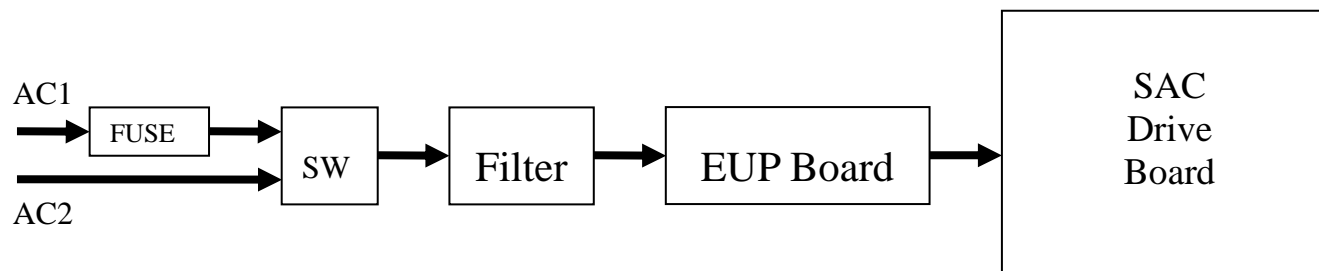 AC1
FUSE
AC2
SW
Filter
EUP Board
SAC
Drive
Board